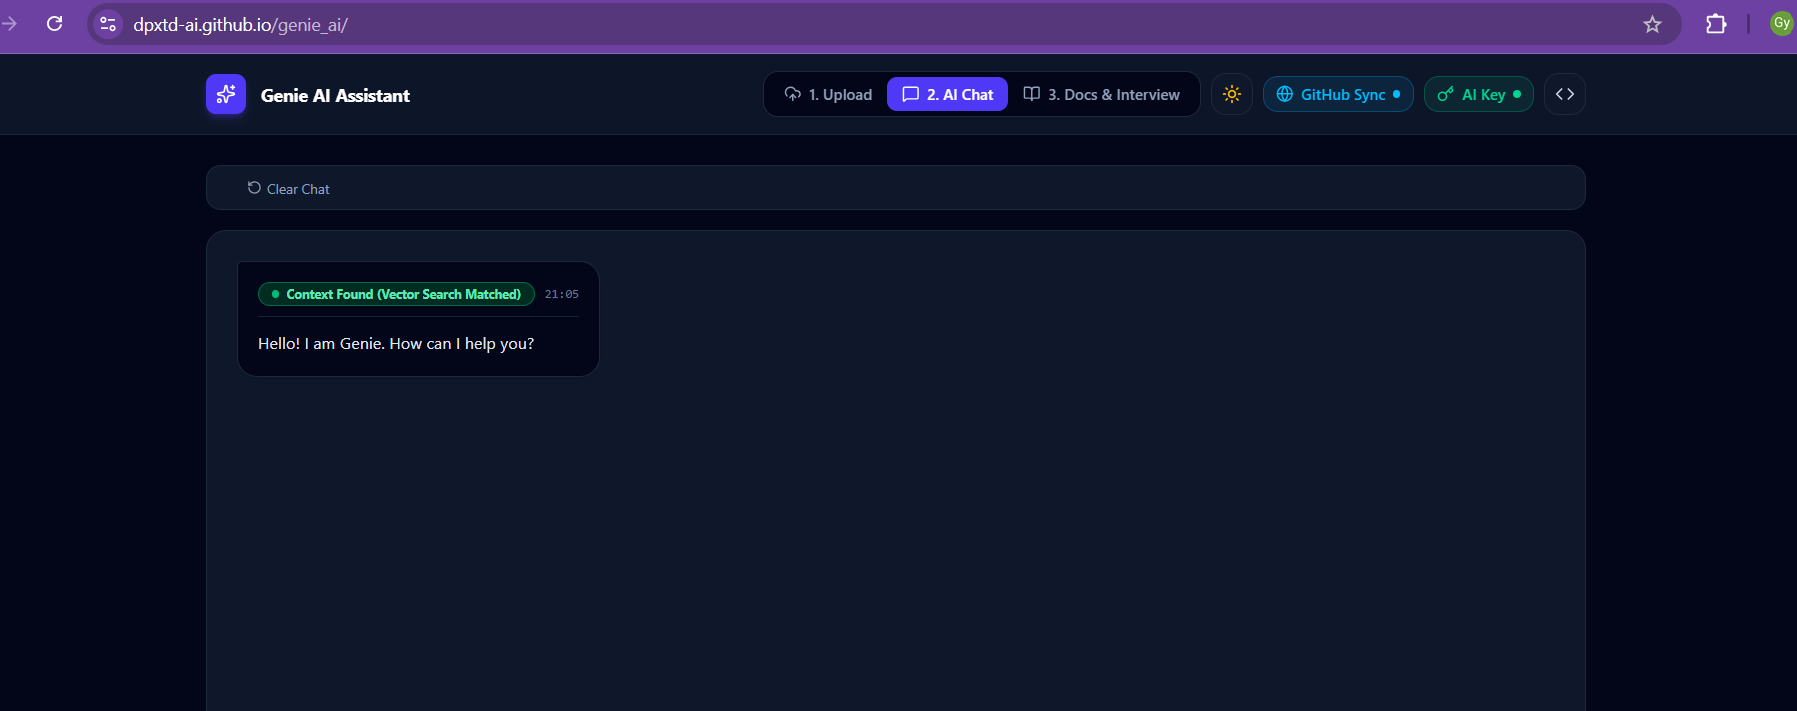 dpxtd-ai.github.io/genie_ai/
Gy
Genie AI Assistant
1. Upload
2. AI Chat
3. Docs & Interview
GitHub Sync
AI Key
Clear Chat
Context Found (Vector Search Matched) 21:05
Hello! I am Genie. How can I help you?